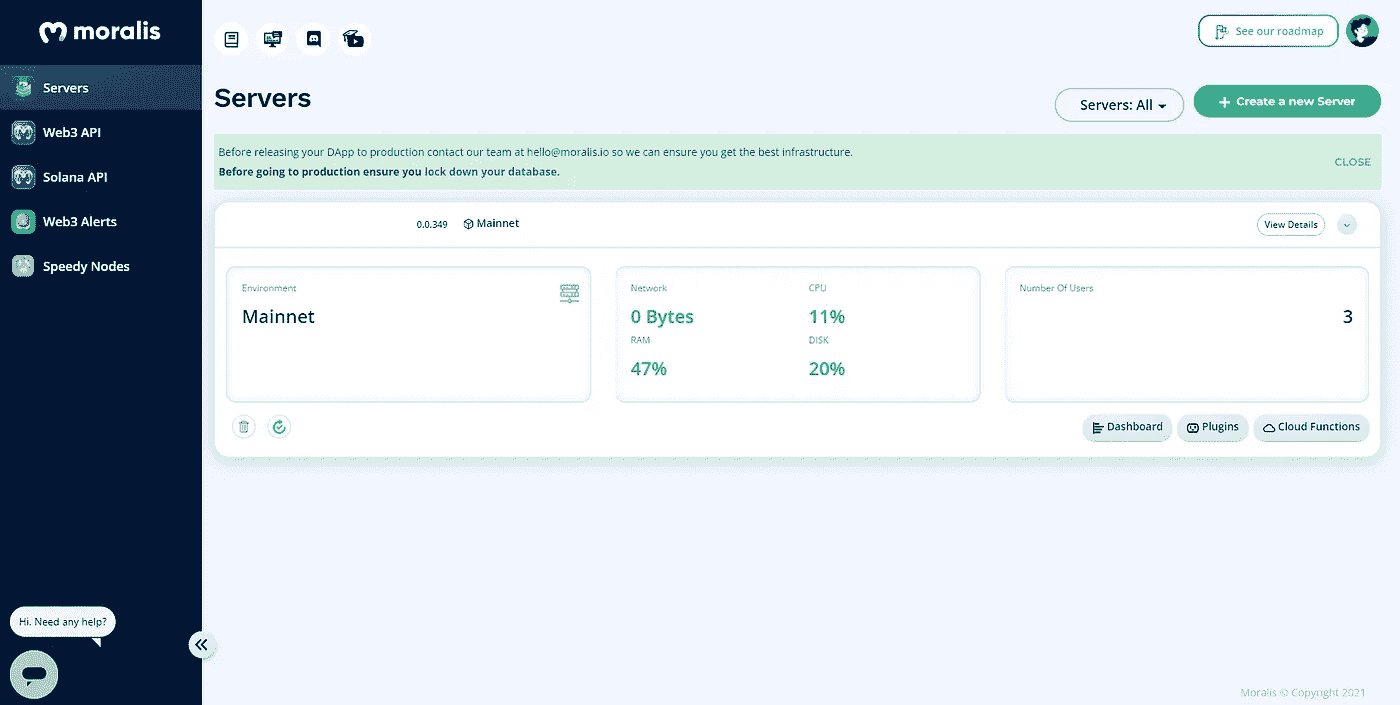 moralis
See our roadmap
Servers
Web3 API
Solana API
Web3 Alerts
Speedy Nodes
Servers
Servers: All
+ Create a new Server
Before releasing your DApp to production contact our team at hello@moralis.io so we can ensure you get the best infrastructure.
Before going to production ensure you lock down your database.
CLOSE
0.0.349 Mainnet
View Details
Environment
Mainnet
Network CPU
0 Bytes 11%
RAM DISK
47% 20%
Number Of Users
3
Dashboard Plugins Cloud Functions
Hi. Need any help?
Moralis © Copyright 2021